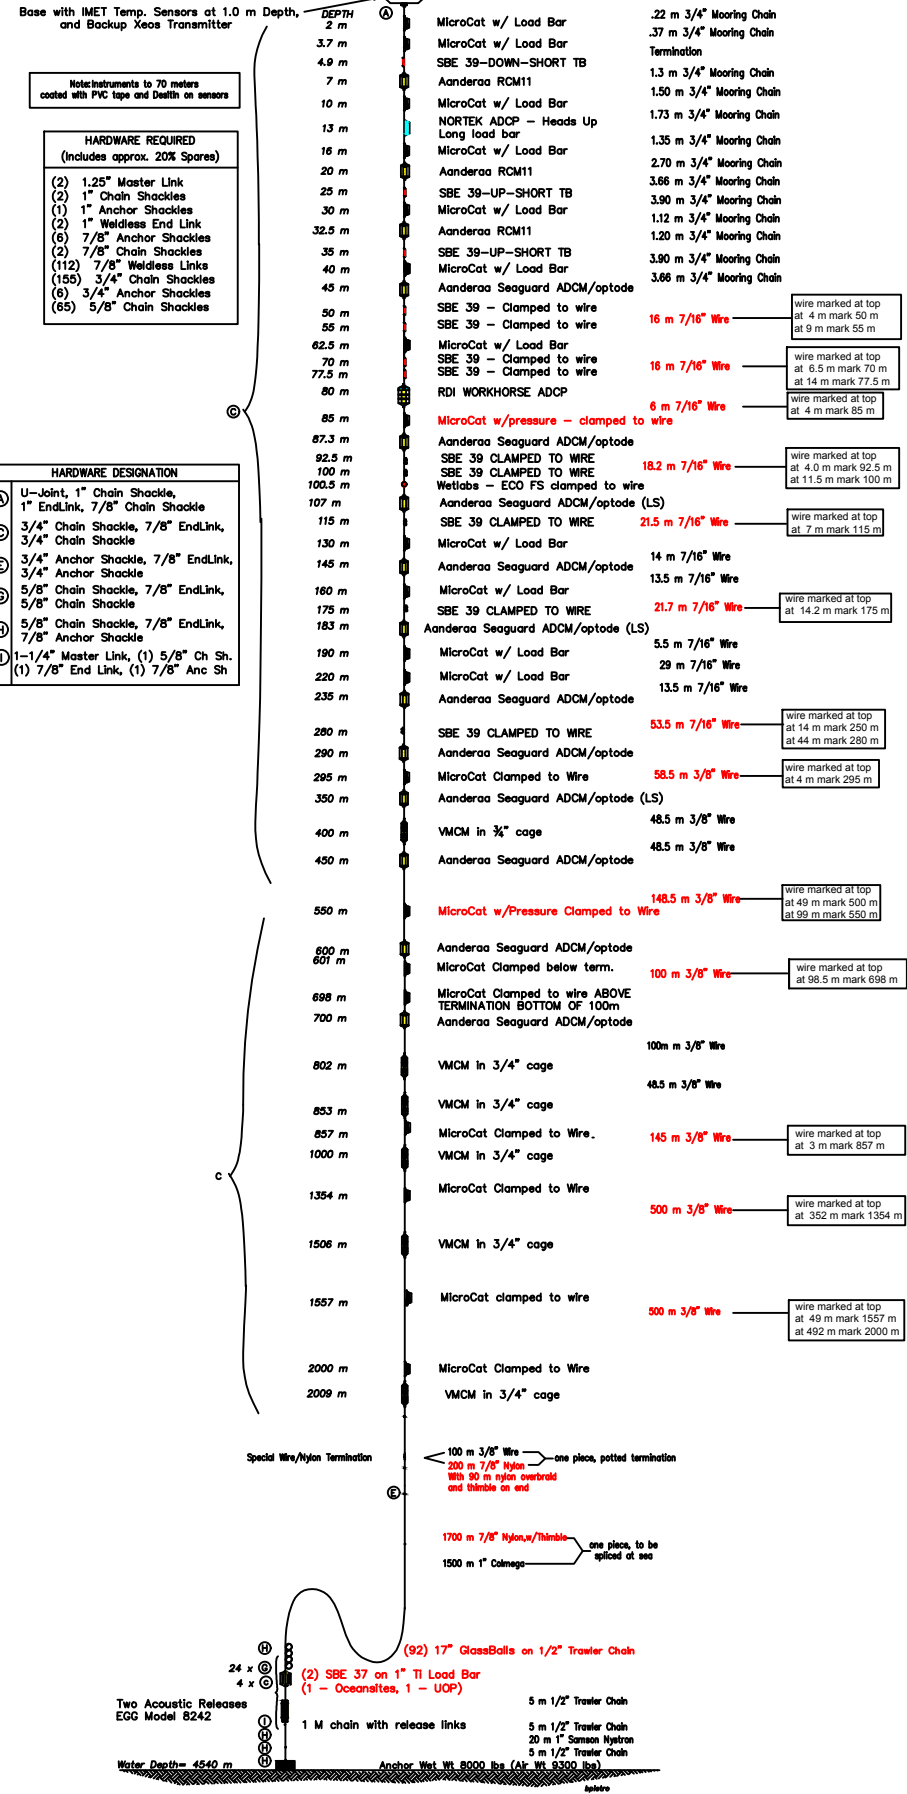 Base with IMET Temp. Sensors at 1.0 m Depth,
and Backup Xeos Transmitter
Note:Instruments to 70 meters
coated with PVC tape and Desitin on sensors
HARDWARE REQUIRED
(includes approx. 20% Spares)
(2) 1.25" Master Link
(2) 1" Chain Shackles
(1) 1" Anchor Shackles
(2) 1" Weldless End Link
(6) 7/8" Anchor Shackles
(2) 7/8" Chain Shackles
(112) 7/8" Weldless Links
(155) 3/4" Chain Shackles
(6) 3/4" Anchor Shackles
(65) 5/8" Chain Shackles
C
HARDWARE DESIGNATION
A U-Joint, 1" Chain Shackle,
1" EndLink, 7/8" Chain Shackle
C 3/4" Chain Shackle, 7/8" EndLink,
3/4" Chain Shackle
E 3/4" Anchor Shackle, 7/8" EndLink,
3/4" Anchor Shackle
G 5/8" Chain Shackle, 7/8" EndLink,
5/8" Chain Shackle
H 5/8" Chain Shackle, 7/8" EndLink,
7/8" Anchor Shackle
I 1-1/4" Master Link, (1) 5/8" Ch Sh.
(1) 7/8" End Link, (1) 7/8" Anc Sh
C
DEPTH
A
2 m MicroCat w/ Load Bar
3.7 m MicroCat w/ Load Bar
4.9 m SBE 39-DOWN-SHORT TB
7 m Aanderaa RCM11
10 m MicroCat w/ Load Bar
13 m NORTEK ADCP - Heads Up
Long load bar
16 m MicroCat w/ Load Bar
20 m Aanderaa RCM11
25 m SBE 39-UP-SHORT TB
30 m MicroCat w/ Load Bar
32.5 m Aanderaa RCM11
35 m SBE 39-UP-SHORT TB
40 m MicroCat w/ Load Bar
45 m Aanderaa Seaguard ADCM/optode
50 m SBE 39 - Clamped to wire
55 m SBE 39 - Clamped to wire
62.5 m MicroCat w/ Load Bar
70 m SBE 39 - Clamped to wire
77.5 m SBE 39 - Clamped to wire
80 m RDI WORKHORSE ADCP
85 m MicroCat w/pressure - clamped to wire
87.3 m Aanderaa Seaguard ADCM/optode
92.5 m SBE 39 CLAMPED TO WIRE
100 m SBE 39 CLAMPED TO WIRE
100.5 m Wetlabs - ECO FS clamped to wire
107 m Aanderaa Seaguard ADCM/optode (LS)
115 m SBE 39 CLAMPED TO WIRE
130 m MicroCat w/ Load Bar
145 m Aanderaa Seaguard ADCM/optode
160 m MicroCat w/ Load Bar
175 m SBE 39 CLAMPED TO WIRE
183 m Aanderaa Seaguard ADCM/optode (LS)
190 m MicroCat w/ Load Bar
220 m MicroCat w/ Load Bar
235 m Aanderaa Seaguard ADCM/optode
280 m SBE 39 CLAMPED TO WIRE
290 m Aanderaa Seaguard ADCM/optode
295 m MicroCat Clamped to Wire
350 m Aanderaa Seaguard ADCM/optode (LS)
400 m VMCM in ¾" cage
450 m Aanderaa Seaguard ADCM/optode
550 m MicroCat w/Pressure Clamped to Wire
600 m Aanderaa Seaguard ADCM/optode
601 m MicroCat Clamped below term.
698 m MicroCat Clamped to wire ABOVE
TERMINATION BOTTOM OF 100m
700 m Aanderaa Seaguard ADCM/optode
802 m VMCM in 3/4" cage
853 m VMCM in 3/4" cage
857 m MicroCat Clamped to Wire.
1000 m VMCM in 3/4" cage
1354 m MicroCat Clamped to Wire
1506 m VMCM in 3/4" cage
1557 m MicroCat clamped to wire
2000 m MicroCat Clamped to Wire
2009 m VMCM in 3/4" cage
.22 m 3/4" Mooring Chain
.37 m 3/4" Mooring Chain
Termination
1.3 m 3/4" Mooring Chain
1.50 m 3/4" Mooring Chain
1.73 m 3/4" Mooring Chain
1.35 m 3/4" Mooring Chain
2.70 m 3/4" Mooring Chain
3.66 m 3/4" Mooring Chain
3.90 m 3/4" Mooring Chain
1.12 m 3/4" Mooring Chain
1.20 m 3/4" Mooring Chain
3.90 m 3/4" Mooring Chain
3.66 m 3/4" Mooring Chain
16 m 7/16" Wire
wire marked at top
at 4 m mark 50 m
at 9 m mark 55 m
16 m 7/16" Wire
wire marked at top
at 6.5 m mark 70 m
at 14 m mark 77.5 m
6 m 7/16" Wire
wire marked at top
at 4 m mark 85 m
18.2 m 7/16" Wire
wire marked at top
at 4.0 m mark 92.5 m
at 11.5 m mark 100 m
21.5 m 7/16" Wire
wire marked at top
at 7 m mark 115 m
14 m 7/16" Wire
13.5 m 7/16" Wire
21.7 m 7/16" Wire
wire marked at top
at 14.2 m mark 175 m
5.5 m 7/16" Wire
29 m 7/16" Wire
13.5 m 7/16" Wire
53.5 m 7/16" Wire
wire marked at top
at 14 m mark 250 m
at 44 m mark 280 m
58.5 m 3/8" Wire
wire marked at top
at 4 m mark 295 m
48.5 m 3/8" Wire
48.5 m 3/8" Wire
148.5 m 3/8" Wire
wire marked at top
at 49 m mark 500 m
at 99 m mark 550 m
100 m 3/8" Wire
wire marked at top
at 98.5 m mark 698 m
100m m 3/8" Wire
48.5 m 3/8" Wire
145 m 3/8" Wire
wire marked at top
at 3 m mark 857 m
500 m 3/8" Wire
wire marked at top
at 352 m mark 1354 m
500 m 3/8" Wire
wire marked at top
at 49 m mark 1557 m
at 492 m mark 2000 m
Special Wire/Nylon Termination
100 m 3/8" Wire
200 m 7/8" Nylon
With 90 m nylon overbraid
and thimble on end
one piece, potted termination
E
1700 m 7/8" Nylon,w/Thimble
1500 m 1" Colmega
one piece, to be
spliced at sea
H
(92) 17" GlassBalls on 1/2" Trawler Chain
24 x G
4 x C
(2) SBE 37 on 1" TI Load Bar
(1 - Oceansites, 1 - UOP)
Two Acoustic Releases
EGG Model 8242
5 m 1/2" Trawler Chain
I
1 M chain with release links
5 m 1/2" Trawler Chain
H
20 m 1" Samson Nystron
H
5 m 1/2" Trawler Chain
H
Water Depth= 4540 m
Anchor Wet Wt 8000 lbs (Air Wt 9300 lbs)